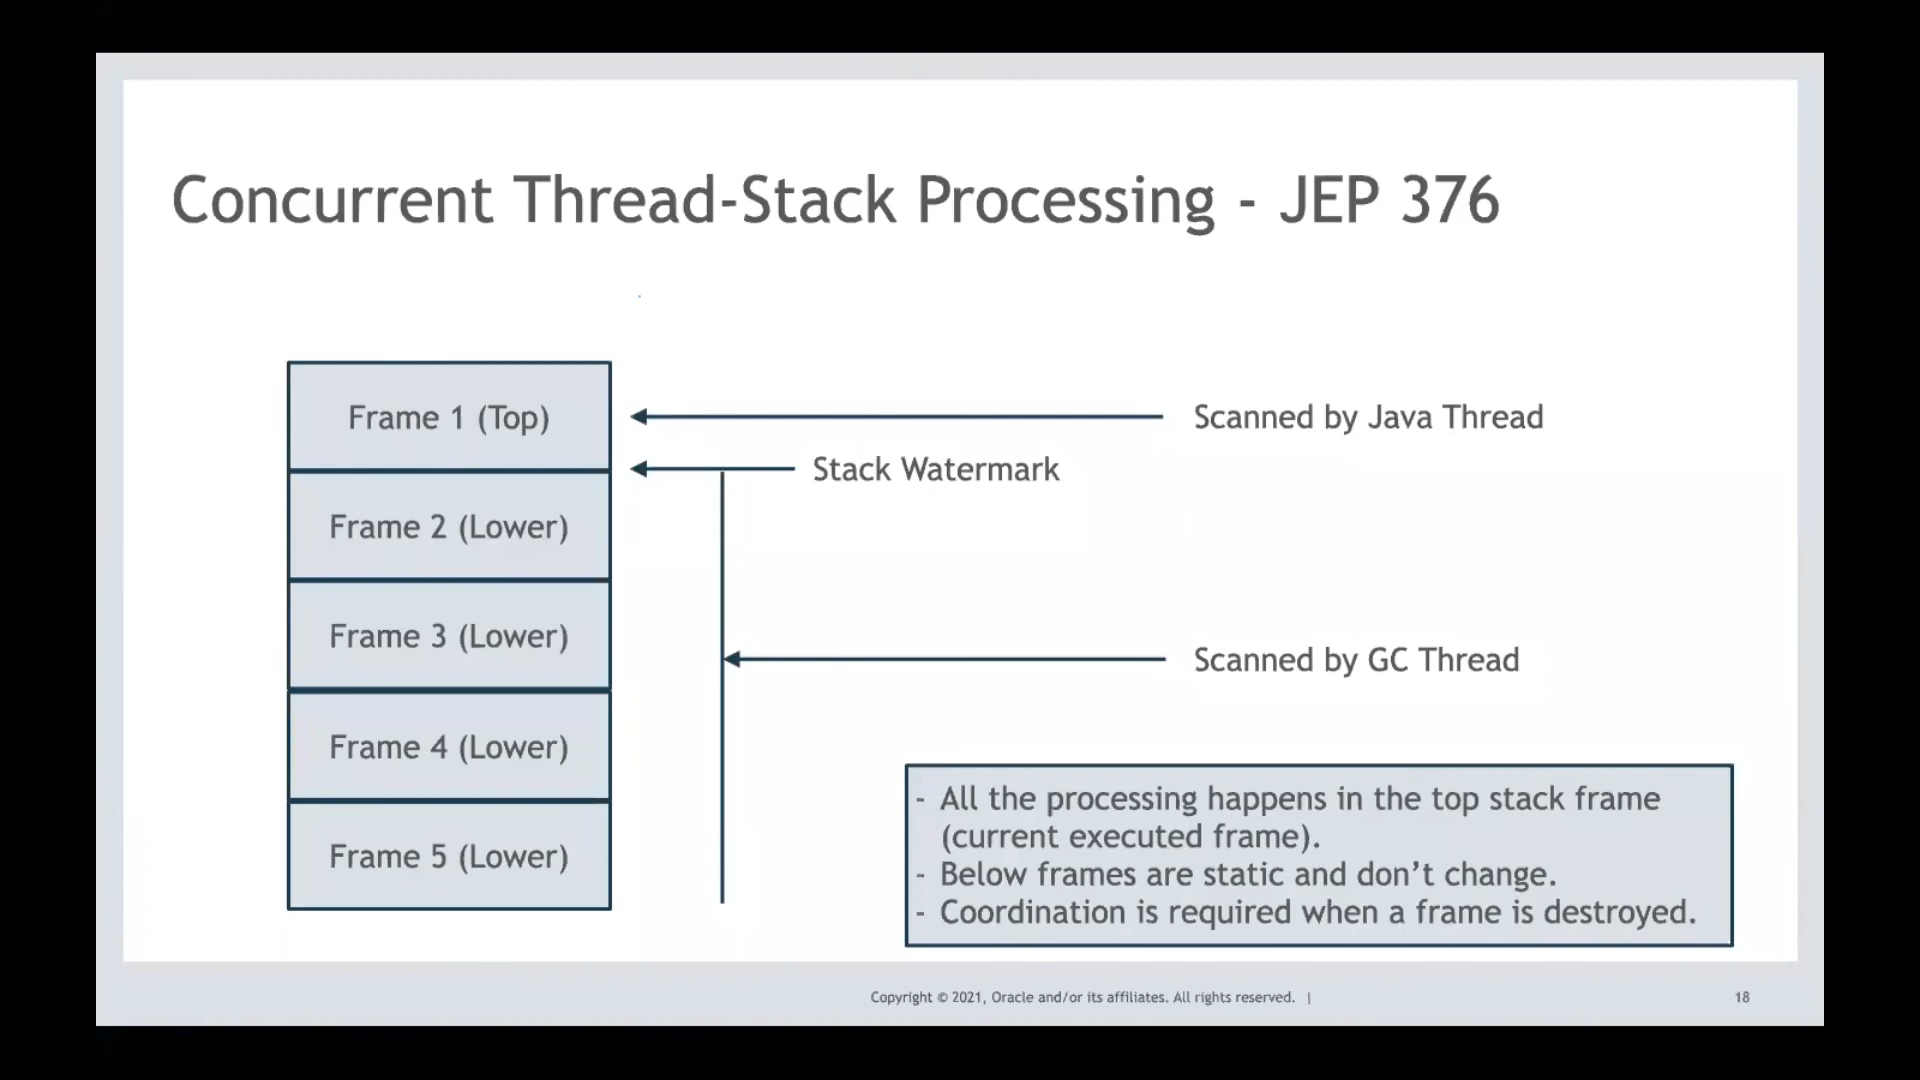 Concurrent Thread-Stack Processing - JEP 376
Frame 1 (Top)
Scanned by Java Thread
Stack Watermark
Frame 2 (Lower)
Frame 3 (Lower)
Scanned by GC Thread
Frame 4 (Lower)
Frame 5 (Lower)
- All the processing happens in the top stack frame
(current executed frame).
- Below frames are static and don’t change.
- Coordination is required when a frame is destroyed.
Copyright © 2021, Oracle and/or its affiliates. All rights reserved. |
18